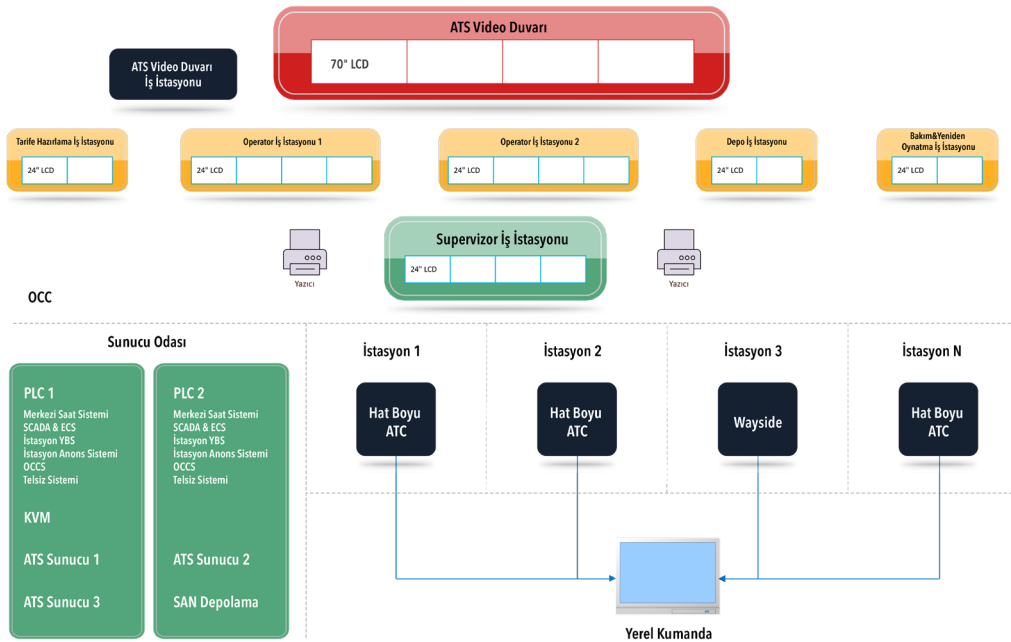 ATS Video Duvarı
70" LCD
ATS Video Duvarı
İş İstasyonu
Tarife Hazırlama İş İstasyonu
24" LCD
Operator İş İstasyonu 1
24" LCD
Operator İş İstasyonu 2
24" LCD
Depo İş İstasyonu
24" LCD
Bakım&Yeniden
Oynatma İş İstasyonu
24" LCD
Yazıcı
Supervizor İş İstasyonu
24" LCD
Yazıcı
OCC
Sunucu Odası
PLC 1
Merkezi Saat Sistemi
SCADA & ECS
İstasyon YBS
İstasyon Anons Sistemi
OCCS
Telsiz Sistemi
KVM
ATS Sunucu 1
ATS Sunucu 3
PLC 2
Merkezi Saat Sistemi
SCADA & ECS
İstasyon YBS
İstasyon Anons Sistemi
OCCS
Telsiz Sistemi
ATS Sunucu 2
SAN Depolama
İstasyon 1
Hat Boyu
ATC
İstasyon 2
Hat Boyu
ATC
İstasyon 3
Wayside
İstasyon N
Hat Boyu
ATC
Yerel Kumanda